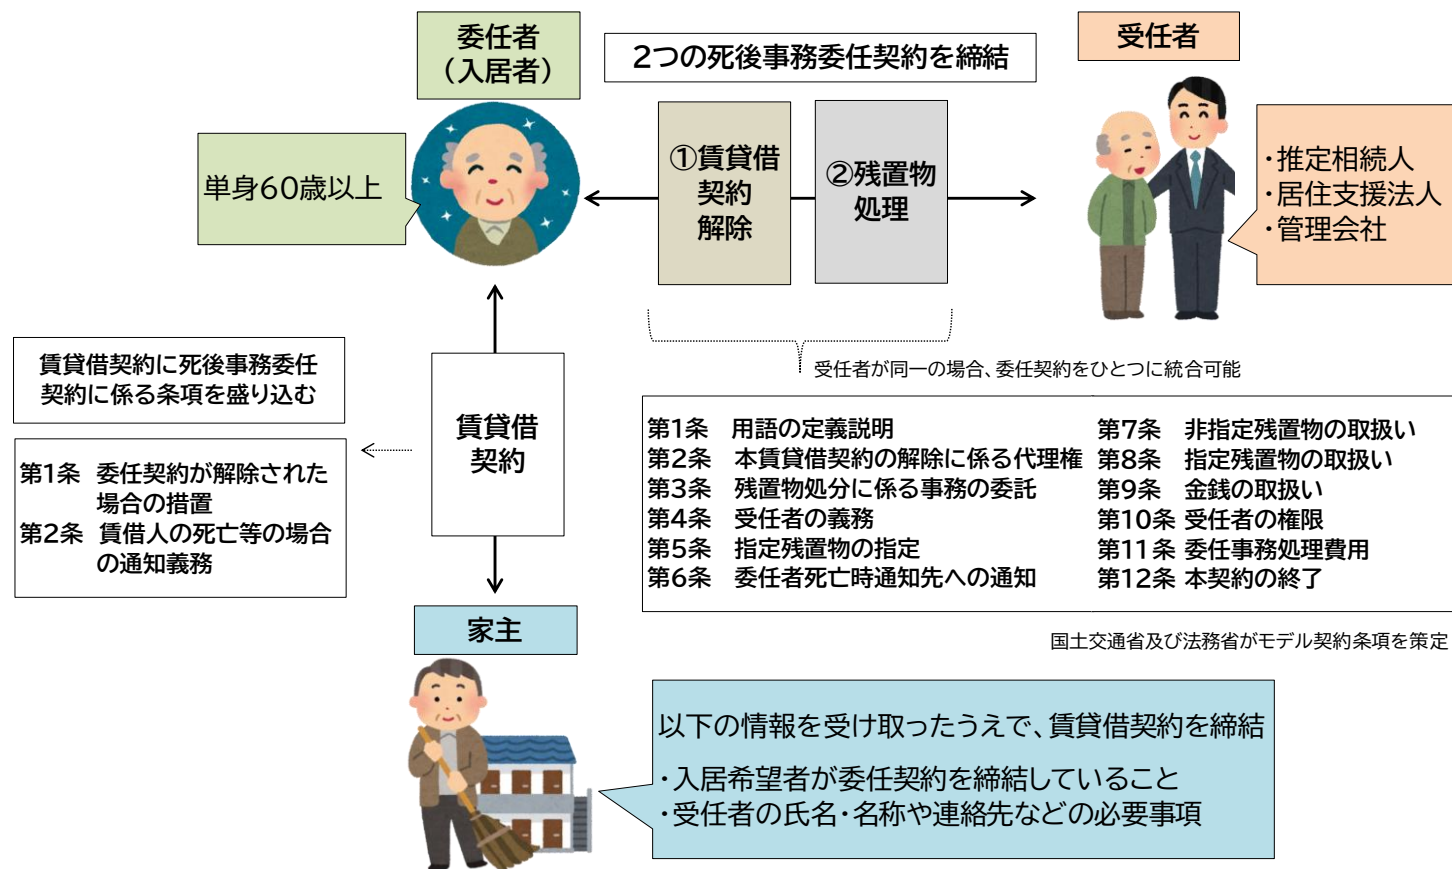 委任者
（入居者）
2つの死後事務委任契約を締結
受任者
単身60歳以上
①賃貸借
契約
解除
②残置物
処理
・推定相続人
・居住支援法人
・管理会社
受任者が同一の場合、委任契約をひとつに統合可能
賃貸借契約に死後事務委任
契約に係る条項を盛り込む
第1条 委任契約が解除された
場合の措置
第2条 賃借人の死亡等の場合
の通知義務
賃貸借
契約
第1条 用語の定義説明
第2条 本賃貸借契約の解除に係る代理権
第3条 残置物処分に係る事務の委託
第4条 受任者の義務
第5条 指定残置物の指定
第6条 委任者死亡時通知先への通知
第7条 非指定残置物の取扱い
第8条 指定残置物の取扱い
第9条 金銭の取扱い
第10条 受任者の権限
第11条 委任事務処理費用
第12条 本契約の終了
国土交通省及び法務省がモデル契約条項を策定
家主
以下の情報を受け取ったうえで、賃貸借契約を締結
・入居希望者が委任契約を締結していること
・受任者の氏名・名称や連絡先などの必要事項